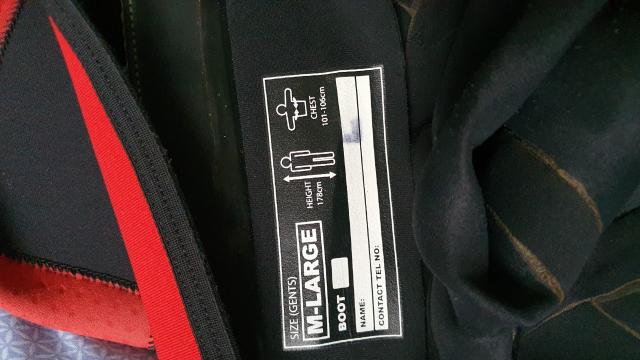 SIZE (GENTS)
M-LARGE
HEIGHT
178cm
CHEST
101-106cm
BOOT
NAME:
CONTACT TEL NO: